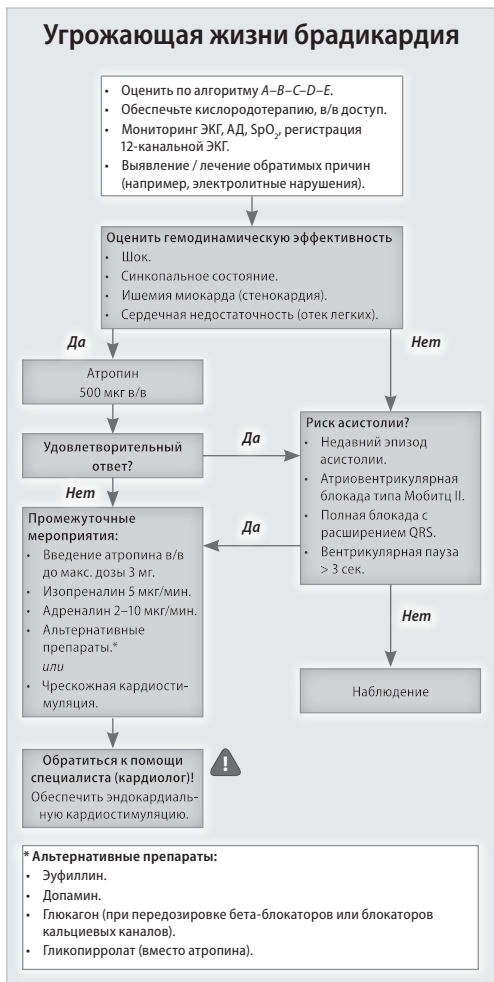 Угрожающая жизни брадикардия
• Оценить по алгоритму A–B–C–D–E.
• Обеспечьте кислородотерапию, в/в доступ.
• Мониторинг ЭКГ, АД, SpO2, регистрация
12-канальной ЭКГ.
• Выявление / лечение обратимых причин
(например, электролитные нарушения).
Оценить гемодинамическую эффективность
• Шок.
• Синкопальное состояние.
• Ишемия миокарда (стенокардия).
• Сердечная недостаточность (отек легких).
Да
Нет
Атропин
500 мкг в/в
Удовлетворительный
ответ?
Да
Нет
Риск асистолии?
• Недавний эпизод
асистолии.
• Атриовентрикулярная
блокада типа Мобитц II.
• Полная блокада с
расширением QRS.
• Вентрикулярная пауза
> 3 сек.
Да
Нет
Промежуточные
мероприятия:
• Введение атропина в/в
до макс. дозы 3 мг.
• Изопреналин 5 мкг/мин.
• Адреналин 2–10 мкг/мин.
• Альтернативные
препараты.*
или
• Чрескожная кардиости-
муляция.
Наблюдение
Обратиться к помощи
специалиста (кардиолог)!
Обеспечить эндокардиаль-
ную кардиостимуляцию.
!
* Альтернативные препараты:
• Эуфиллин.
• Допамин.
• Глюкагон (при передозировке бета-блокаторов или блокаторов
кальциевых каналов).
• Гликопирролат (вместо атропина).